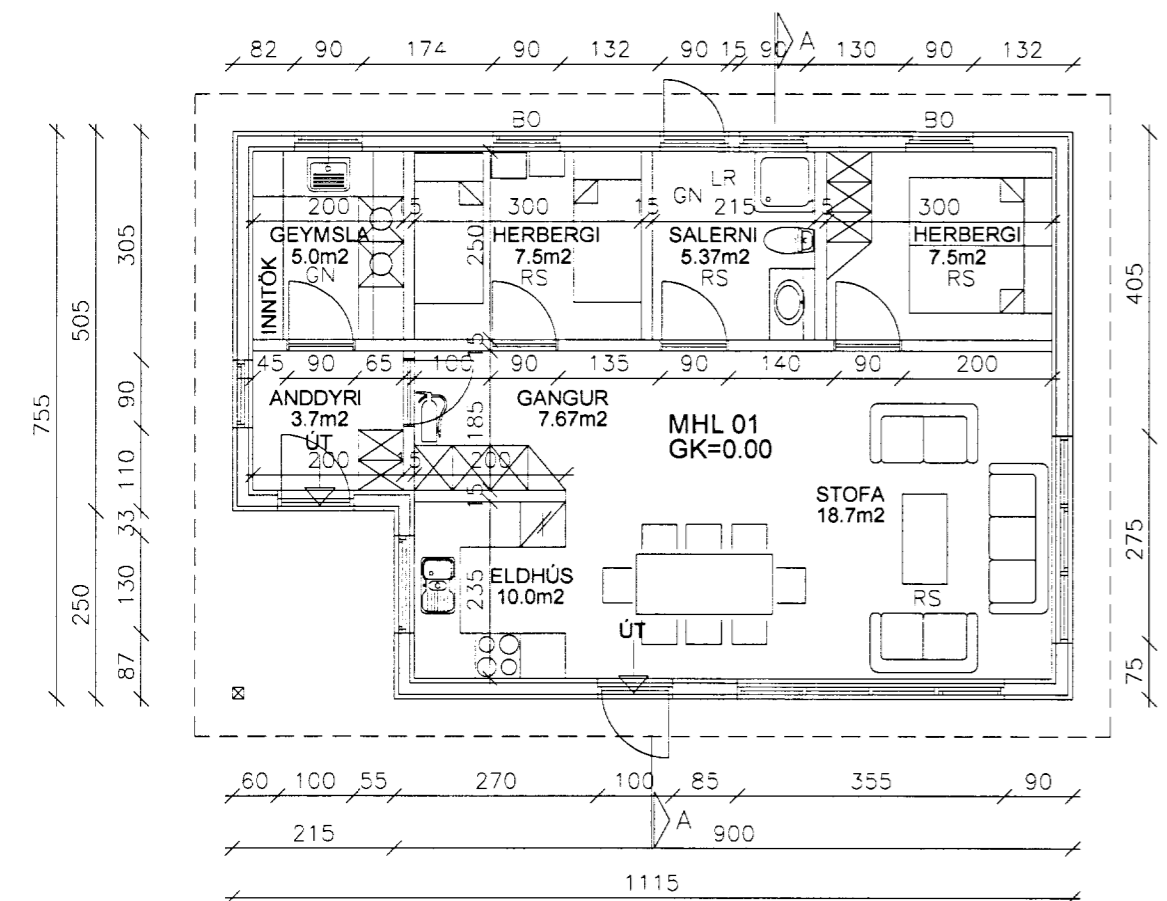 82 90 174 90 132 90 15 90 A 130 90 132
BO BO
LR
GN
200 5 300 15 215 5 300
GEYMSLA
5.0m2
GN
INNTÖK
250
HERBERGI
7.5m2
RS
SALERNI
5.37m2
RS
HERBERGI
7.5m2
RS
305
505
755
90
110
33
130
250
87
405
275
75
15
45 90 65 100 90 135 90 140 90 200
ANDDYRI
3.7m2
ÚT
185
GANGUR
7.67m2
MHL 01
GK=0.00
200 15 200
15
STOFA
18.7m2
RS
235
ELDHÚS
10.0m2
ÚT
60 100 55 270 100 85 355 90
A
215 900
1115